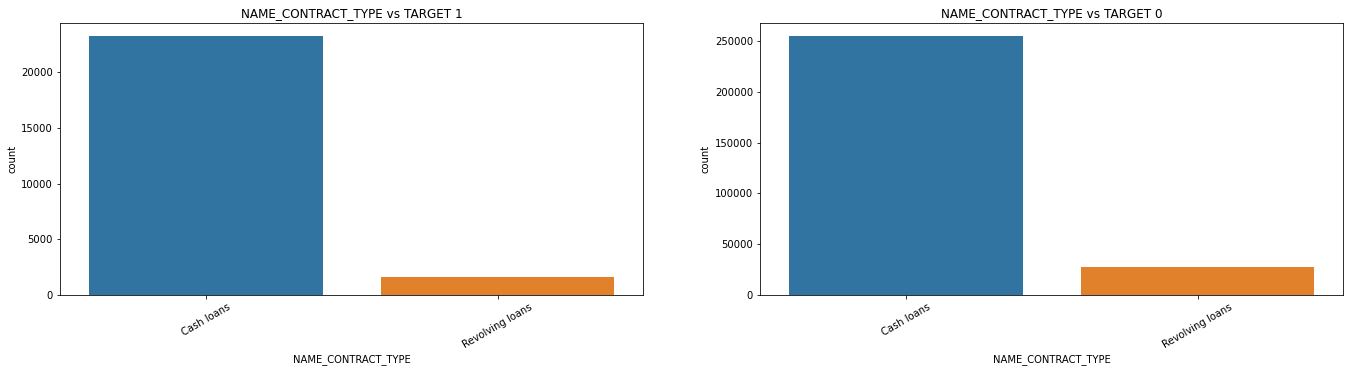 NAME_CONTRACT_TYPE vs TARGET 1
20000
15000
10000
5000
0
count
Cash loans
Revolving loans
NAME_CONTRACT_TYPE
NAME_CONTRACT_TYPE vs TARGET 0
250000
200000
150000
100000
50000
0
count
Cash loans
Revolving loans
NAME_CONTRACT_TYPE